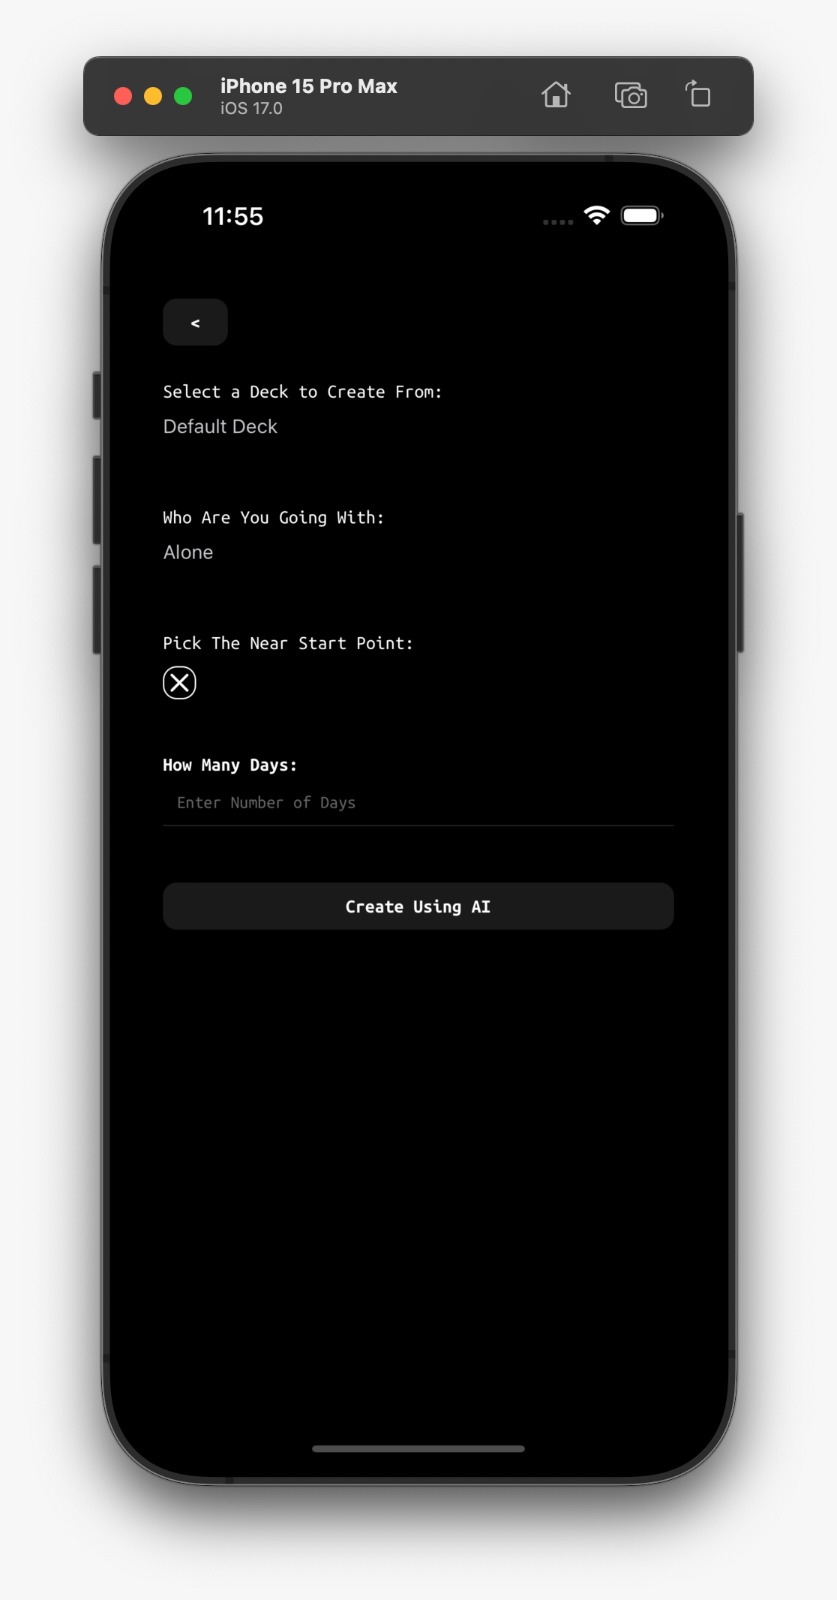 iPhone 15 Pro Max
iOS 17.0
11:55
<
Select a Deck to Create From:
Default Deck
Who Are You Going With:
Alone
Pick The Near Start Point:
How Many Days:
Enter Number of Days
Create Using AI